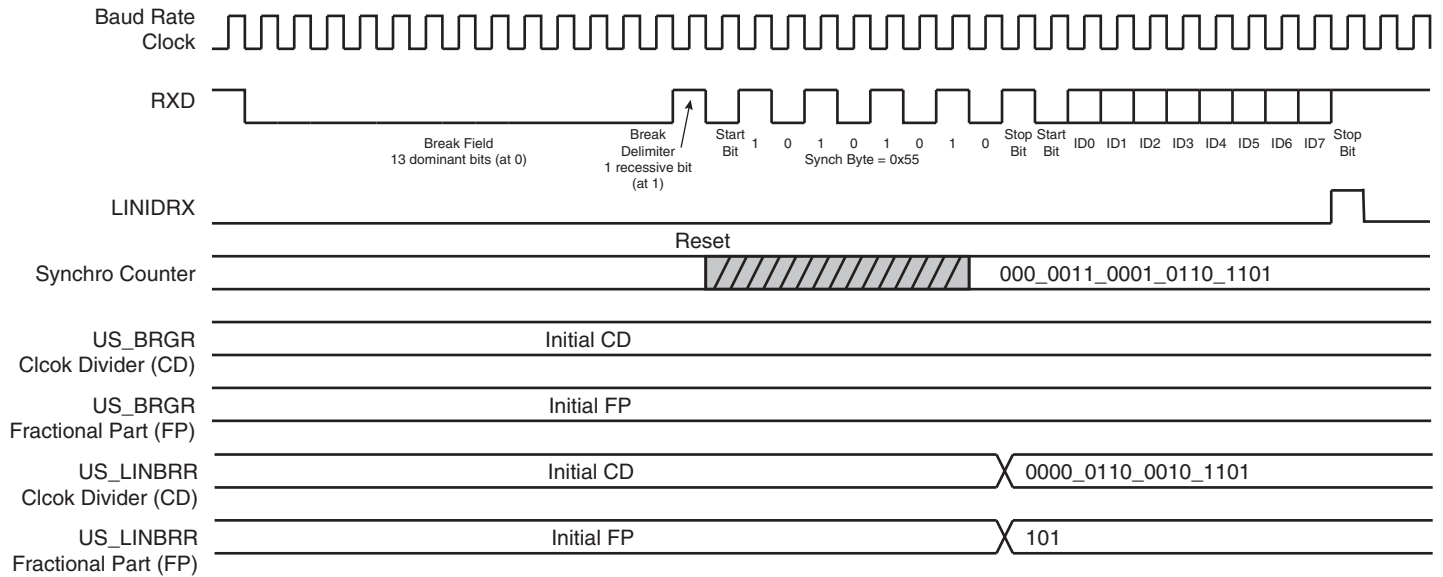 Baud Rate
Clock
RXD
Break Field
13 dominant bits (at 0)
Break
Delimiter
1 recessive bit
(at 1)
Start
Bit
1 0 1 0 1 0 1 0
Synch Byte = 0x55
Stop
Bit
Start
Bit
ID0 ID1 ID2 ID3 ID4 ID5 ID6 ID7
Stop
Bit
LINIDRX
Reset
Synchro Counter
000_0011_0001_0110_1101
US_BRGR
Clcok Divider (CD)
Initial CD
US_BRGR
Fractional Part (FP)
Initial FP
US_LINBRR
Clcok Divider (CD)
Initial CD
0000_0110_0010_1101
US_LINBRR
Fractional Part (FP)
Initial FP
101